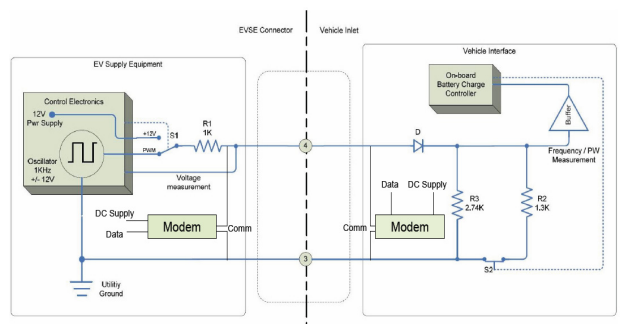 EVSE Connector
Vehicle Inlet
EV Supply Equipment
Vehicle Interface
Control Electronics
12V
Pwr Supply
+12V
S1
PWM
R1
1K
Oscillator
1KHz
+/- 12V
Voltage
measurement
DC Supply
Data
Modem
Comm
Utilitiy
Ground
4
3
On-board
Battery Charge
Controller
Buffer
D
Frequency / PW
Measurement
Data
DC Supply
Comm
Modem
R3
2.74K
R2
1.3K
S2